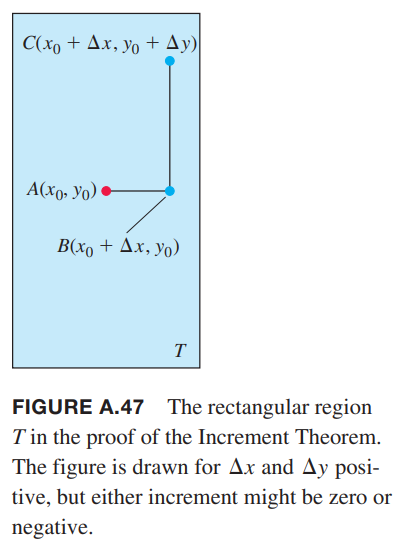 C(x₀ + Δx, y₀ + Δy)
A(x₀, y₀)
B(x₀ + Δx, y₀)
T
FIGURE A.47 The rectangular region
T in the proof of the Increment Theorem.
The figure is drawn for Δx and Δy posi-
tive, but either increment might be zero or
negative.